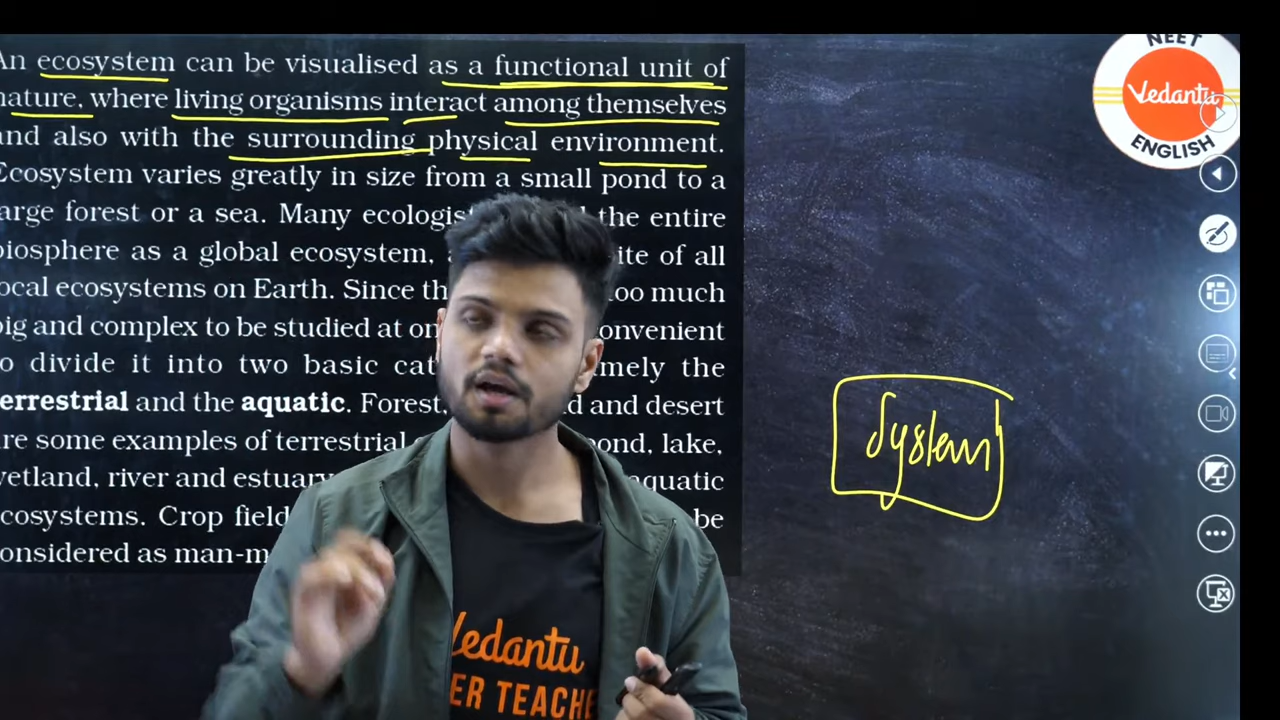 An ecosystem can be visualised as a functional unit of
nature, where living organisms interact among themselves
and also with the surrounding physical environment.
Ecosystem varies greatly in size from a small pond to a
large forest or a sea. Many ecologis the entire
biosphere as a global ecosystem, ite of all
local ecosystems on Earth. Since th oo much
big and complex to be studied at on onvenient
to divide it into two basic cat mely the
terrestrial and the aquatic. Forest, d and desert
are some examples of terrestrial pond, lake,
wetland, river and estuary aquatic
ecosystems. Crop field be
considered as man-m
System
NEET
Vedantu
ENGLISH
Vedantu
ER TEACHE